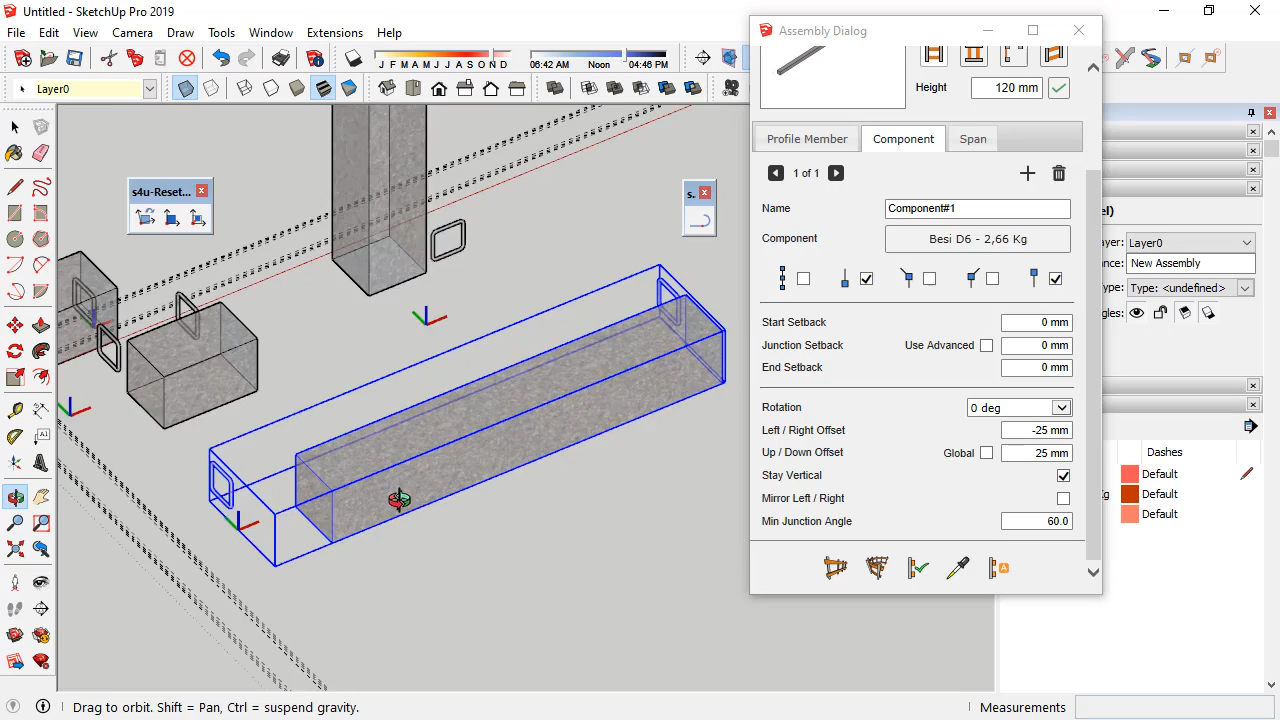 Untitled - SketchUp Pro 2019
File Edit View Camera Draw Tools Window Extensions Help
J F M A M J J A S O N D
06:42 AM Noon 04:46 PM
Layer0
s4u-Reset...
s.
Assembly Dialog
Height 120 mm
Profile Member Component Span
1 of 1
Name Component#1
Component Besi D6 - 2,66 Kg
Start Setback 0 mm
Junction Setback Use Advanced 0 mm
End Setback 0 mm
Rotation 0 deg
Left / Right Offset -25 mm
Up / Down Offset Global 25 mm
Stay Vertical
Mirror Left / Right
Min Junction Angle 60.0
ayer: Layer0
New Assembly
Type: <undefined>
Dashes
Default
Default
Default
Drag to orbit. Shift = Pan, Ctrl = suspend gravity.
Measurements